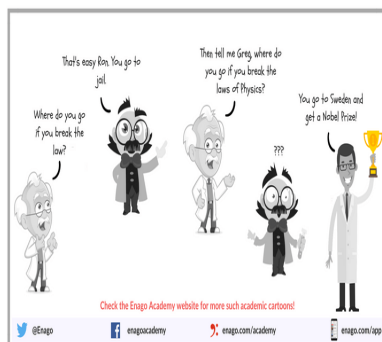 Where do you go
if you break the
law?
That's easy Ron. You go to
jail.
Then tell me Greg, where do
you go if you break the
laws of Physics?
???
You go to Sweden and
get a Nobel Prize!
Check the Enago Academy website for more such academic cartoons!
@Enago
enagoacademy
enago.com/academy
enago.com/app